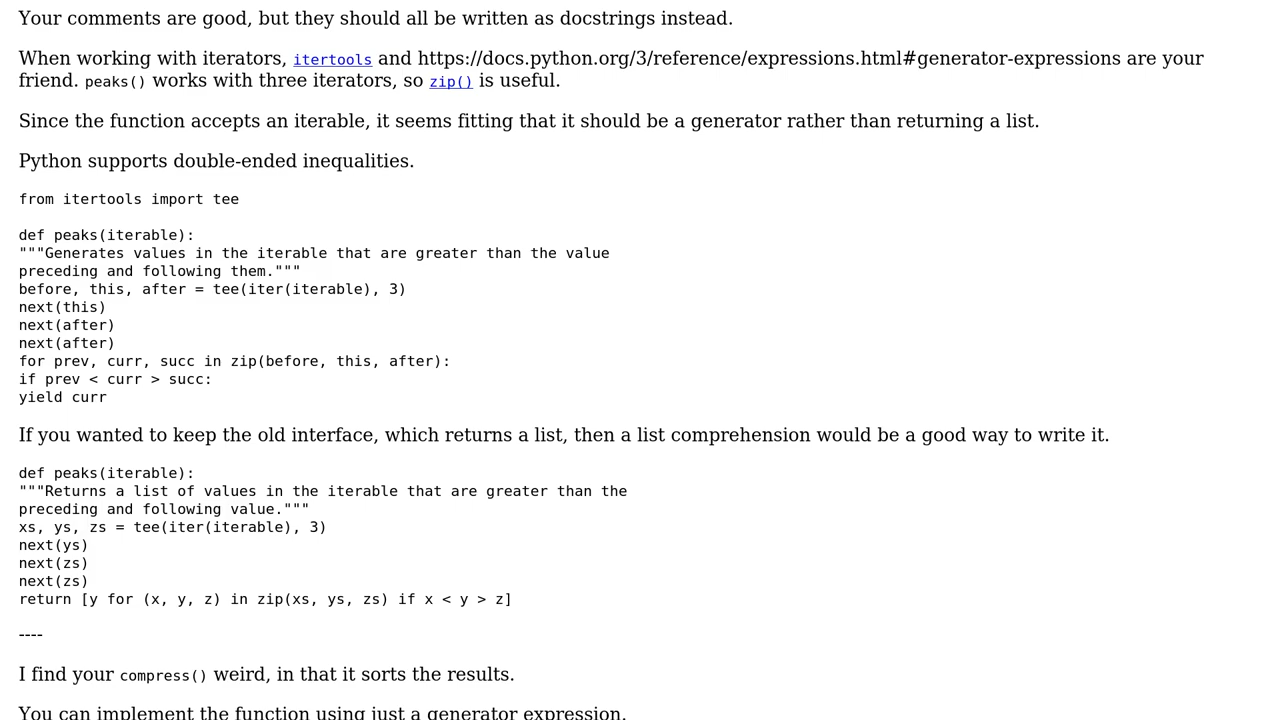 Your comments are good, but they should all be written as docstrings instead.
When working with iterators, itertools and https://docs.python.org/3/reference/expressions.html#generator-expressions are your
friend. peaks() works with three iterators, so zip() is useful.
Since the function accepts an iterable, it seems fitting that it should be a generator rather than returning a list.
Python supports double-ended inequalities.
from itertools import tee
def peaks(iterable):
"""Generates values in the iterable that are greater than the value
preceding and following them."""
before, this, after = tee(iter(iterable), 3)
next(this)
next(after)
next(after)
for prev, curr, succ in zip(before, this, after):
if prev < curr > succ:
yield curr
If you wanted to keep the old interface, which returns a list, then a list comprehension would be a good way to write it.
def peaks(iterable):
"""Returns a list of values in the iterable that are greater than the
preceding and following value."""
xs, ys, zs = tee(iter(iterable), 3)
next(ys)
next(zs)
next(zs)
return [y for (x, y, z) in zip(xs, ys, zs) if x < y > z]
----
I find your compress() weird, in that it sorts the results.
You can implement the function using just a generator expression.